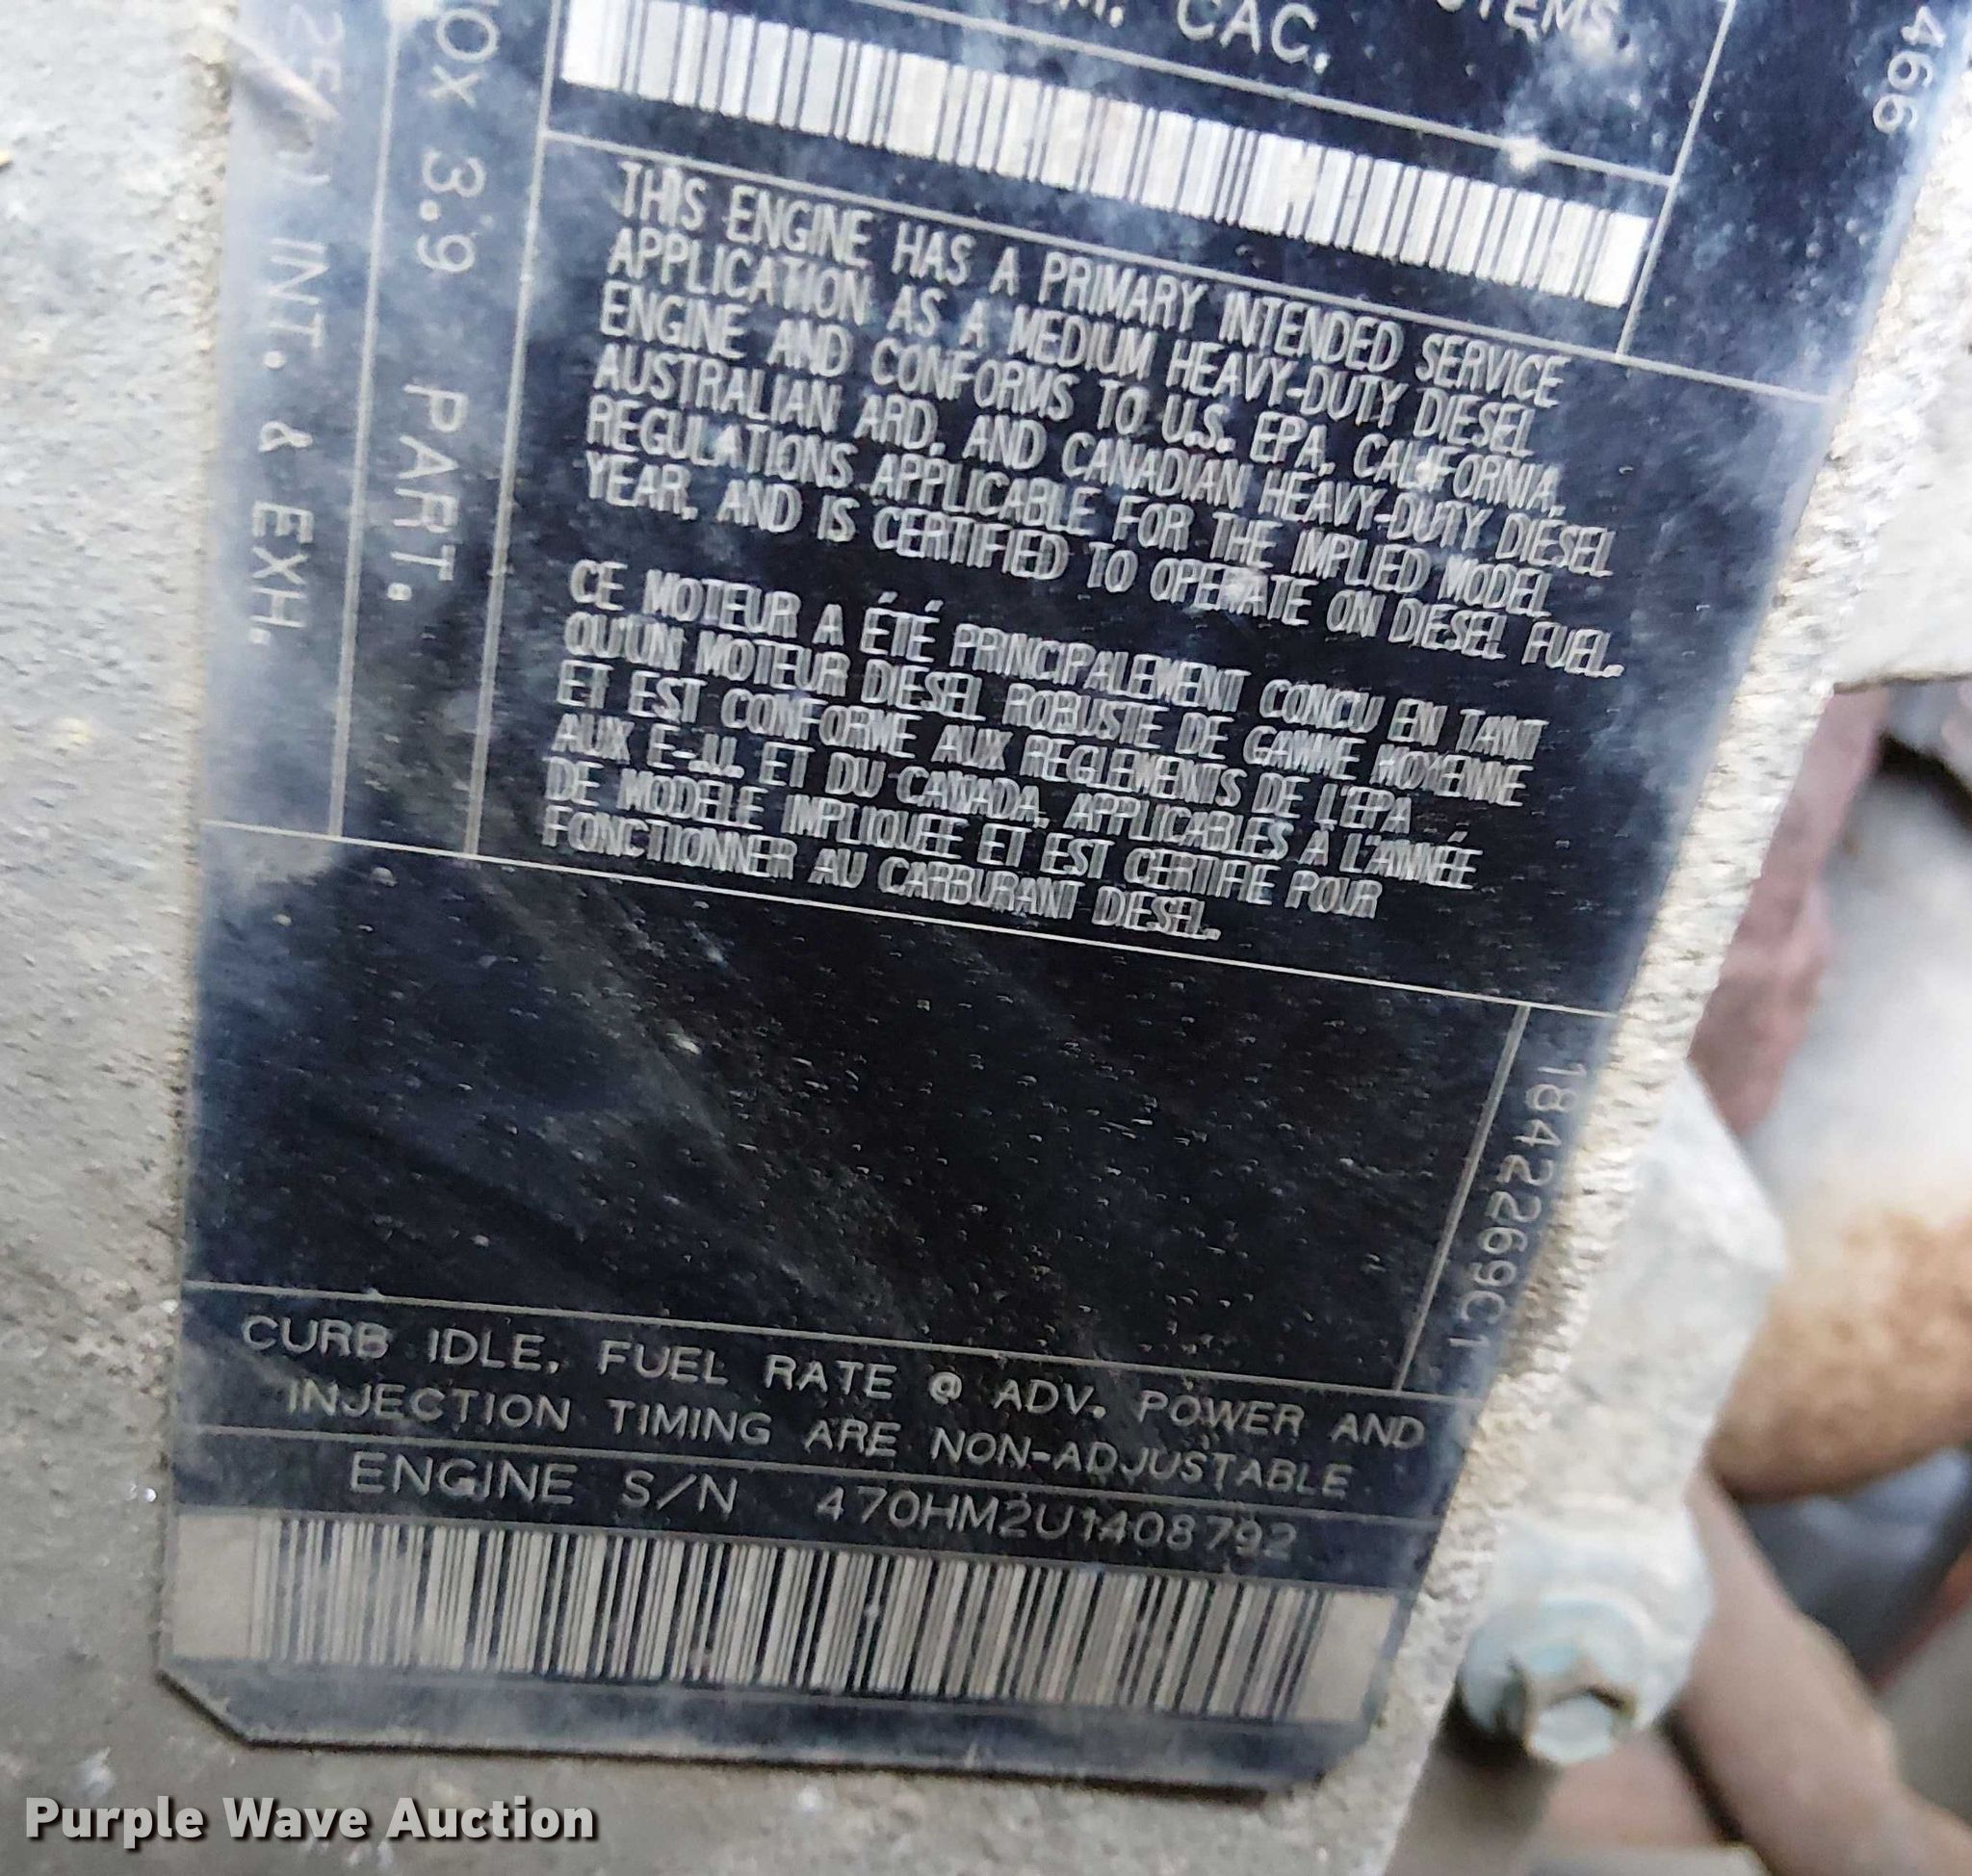 STEMS.
CAC.
466
NOx 3.9 PART.
INT. & EXH.
THIS ENGINE HAS A PRIMARY INTENDED SERVICE
APPLICATION AS A MEDIUM HEAVY-DUTY DIESEL
ENGINE AND CONFORMS TO U.S. EPA, CALIFORNIA,
AUSTRALIAN ARD, AND CANADIAN HEAVY-DUTY DIESEL
REGULATIONS APPLICABLE FOR THE IMPLIED MODEL
YEAR, AND IS CERTIFIED TO OPERATE ON DIESEL FUEL.
CE MOTEUR A ÉTÉ PRINCIPALEMENT CONCU EN TANT
QU'UN MOTEUR DIESEL ROBUSTE DE GAMME MOYENNE
ET EST CONFORME AUX REGLEMENTS DE L'EPA
AUX E-.U. ET DU CANADA, APPLICABLES À L'ANNÉE
DE MODELE IMPLIQUEE ET EST CERTIFIE POUR
FONCTIONNER AU CARBURANT DIESEL.
1842269C1
CURB IDLE, FUEL RATE @ ADV. POWER AND
INJECTION TIMING ARE NON-ADJUSTABLE
ENGINE S/N 470HM2U1408792
Purple Wave Auction